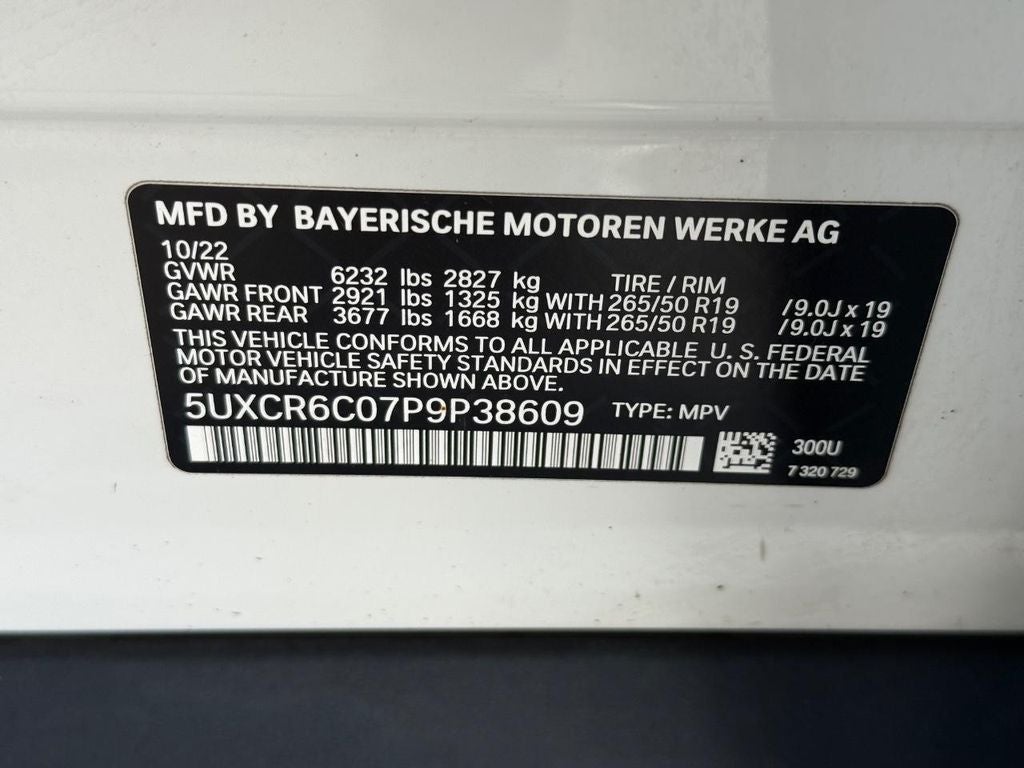 MFD BY BAYERISCHE MOTOREN WERKE AG
10/22
GVWR 6232 lbs 2827 kg TIRE / RIM
GAWR FRONT 2921 lbs 1325 kg WITH 265/50 R19 / 9.0J x 19
GAWR REAR 3677 lbs 1668 kg WITH 265/50 R19 / 9.0J x 19
THIS VEHICLE CONFORMS TO ALL APPLICABLE U. S. FEDERAL
MOTOR VEHICLE SAFETY STANDARDS IN EFFECT ON THE DATE
OF MANUFACTURE SHOWN ABOVE.
5UXCR6C07P9P38609 TYPE: MPV
300U
7 320 729